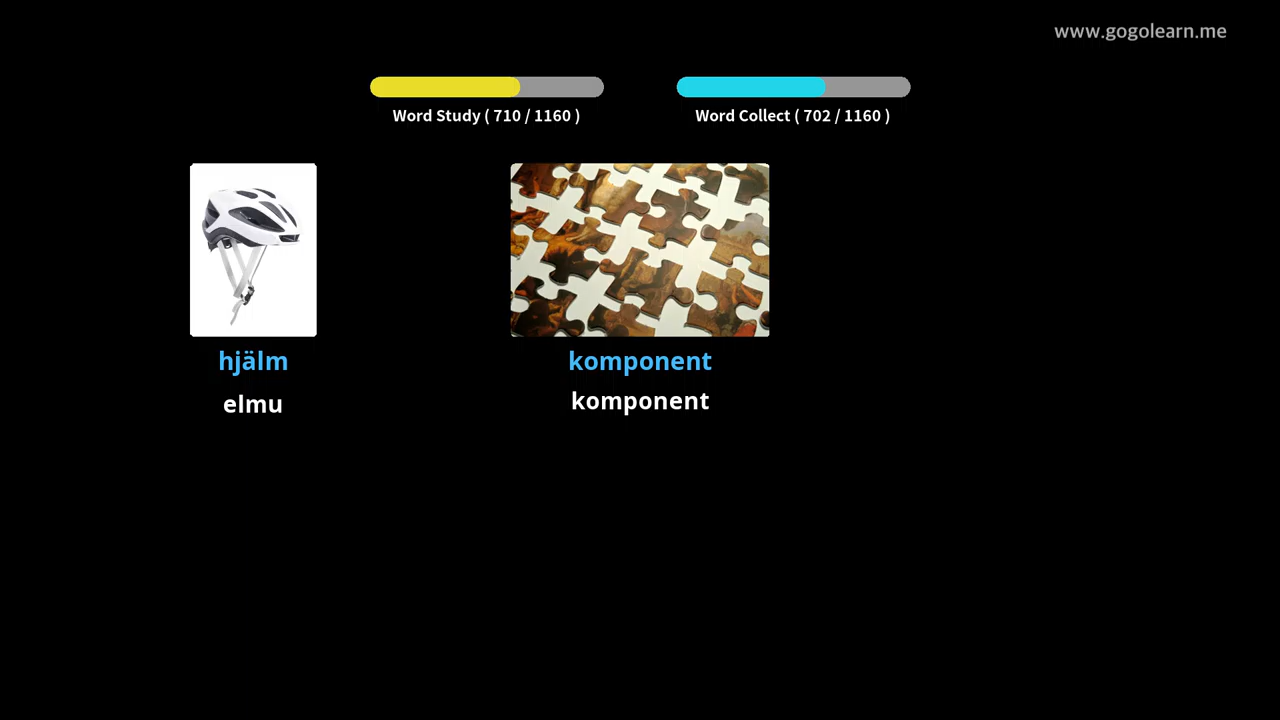 www.gogolearn.me
Word Study ( 710 / 1160 )
Word Collect ( 702 / 1160 )
hjälm
komponent
elmu
komponent